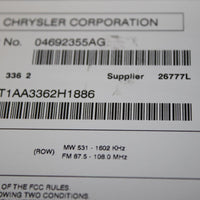 CHRYSLER CORPORATION
No. 04692355AG
336 2 Supplier 26777L
T1AA3362H1886
(ROW) MW 531 - 1602 KHz
FM 87.5 - 108.0 MHz
OF THE FCC RULES.
OWING TWO CONDITIONS.